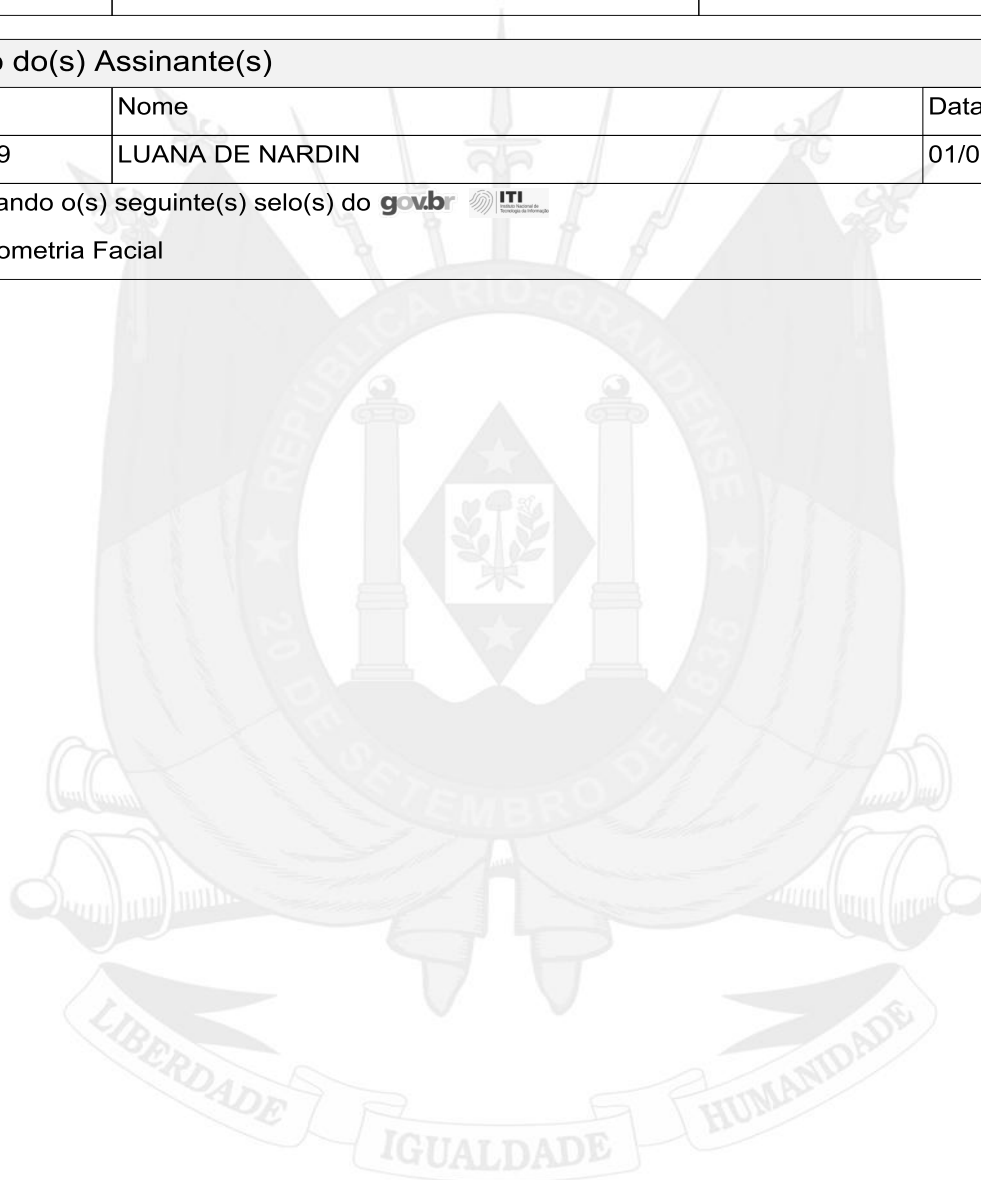 o do(s) Assinante(s)
Nome Data
9 LUANA DE NARDIN 01/0
ando o(s) seguinte(s) selo(s) do gov.br ITI
ometria Facial
REPÚBLICA RIO-GRANDENSE
20 DE SETEMBRO DE 1835
LIBERDADE IGUALDADE HUMANIDADE